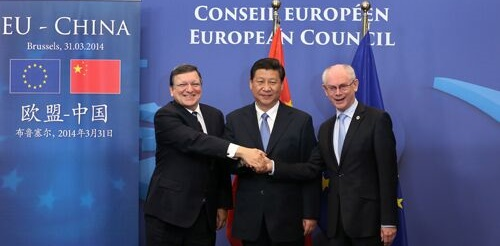 EU - CHINA
Brussels, 31.03.2014
欧盟-中国
布鲁塞尔, 2014年3月31日
CONSEIL EUROPÉEN
EUROPEAN COUNCIL